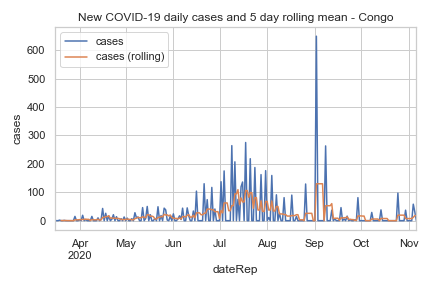 New COVID-19 daily cases and 5 day rolling mean - Congo
cases
cases (rolling)
600
500
400
300
200
100
0
cases
Apr
2020
May
Jun
Jul
Aug
Sep
Oct
Nov
dateRep